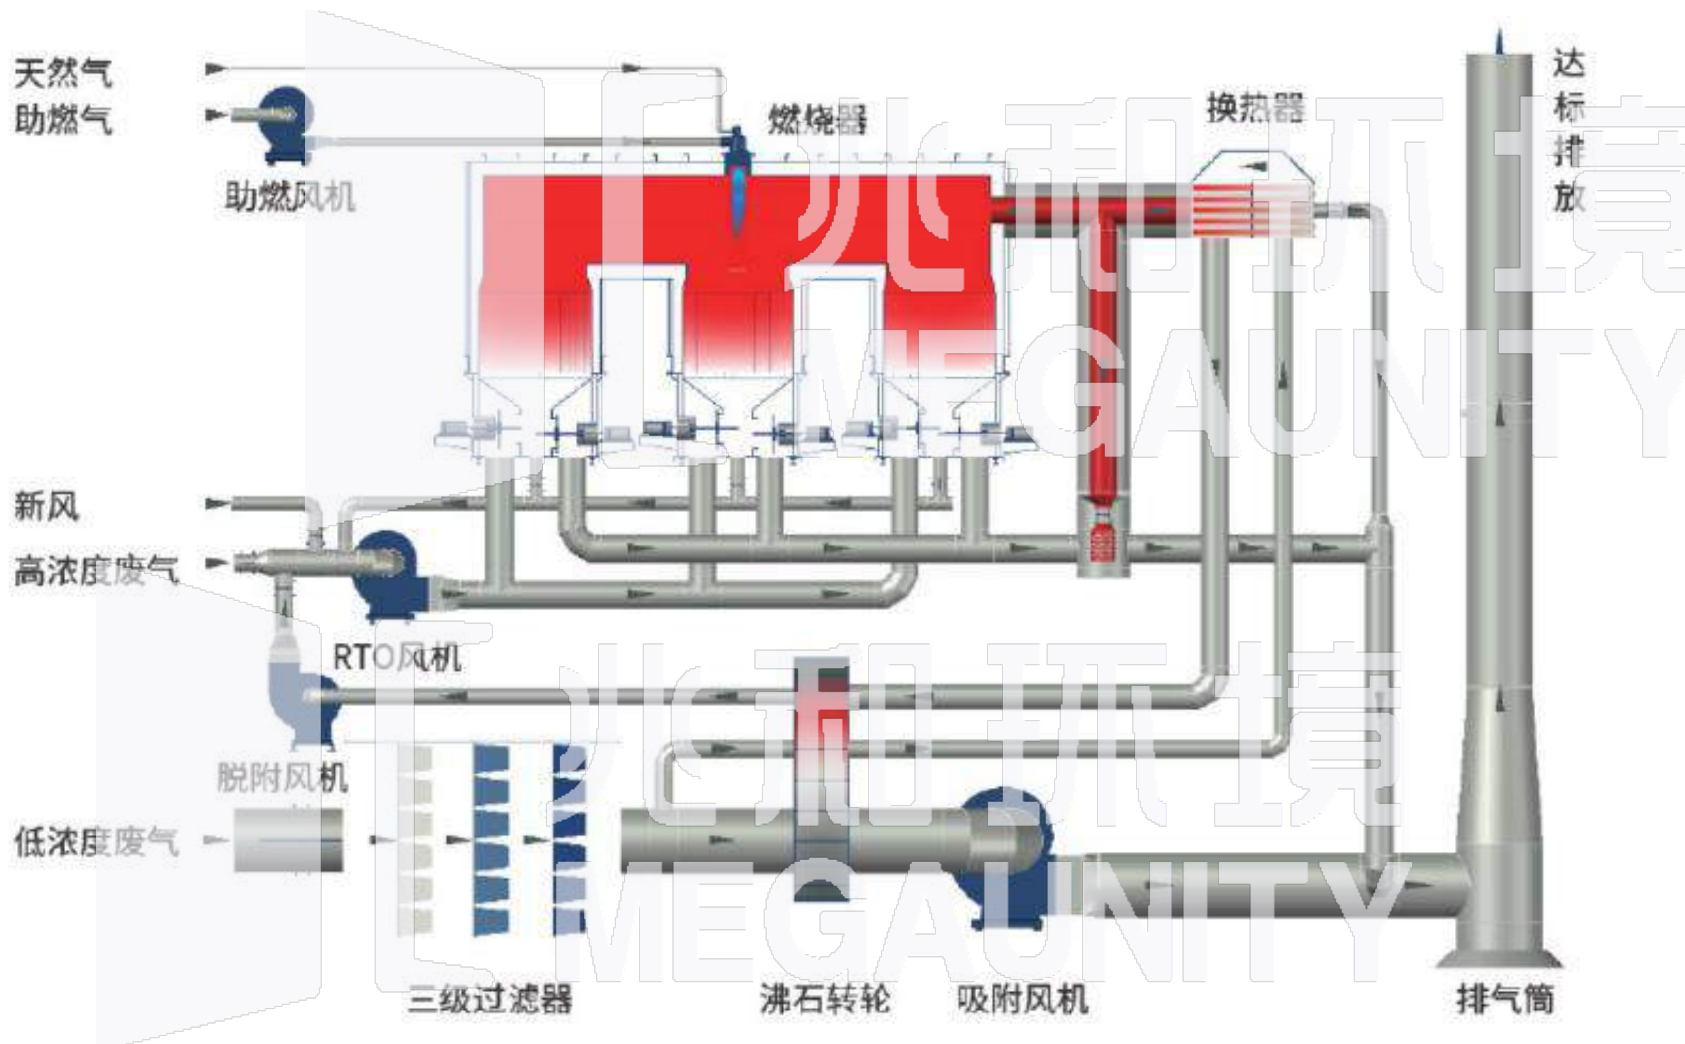 天然气
助燃气
助燃风机
燃烧器
换热器
达标排放
新风
高浓度废气
RTO风机
脱附风机
低浓度废气
三级过滤器
沸石转轮
吸附风机
排气筒
兆和环境
MEGAUNITY
兆和环境
MEGAUNITY